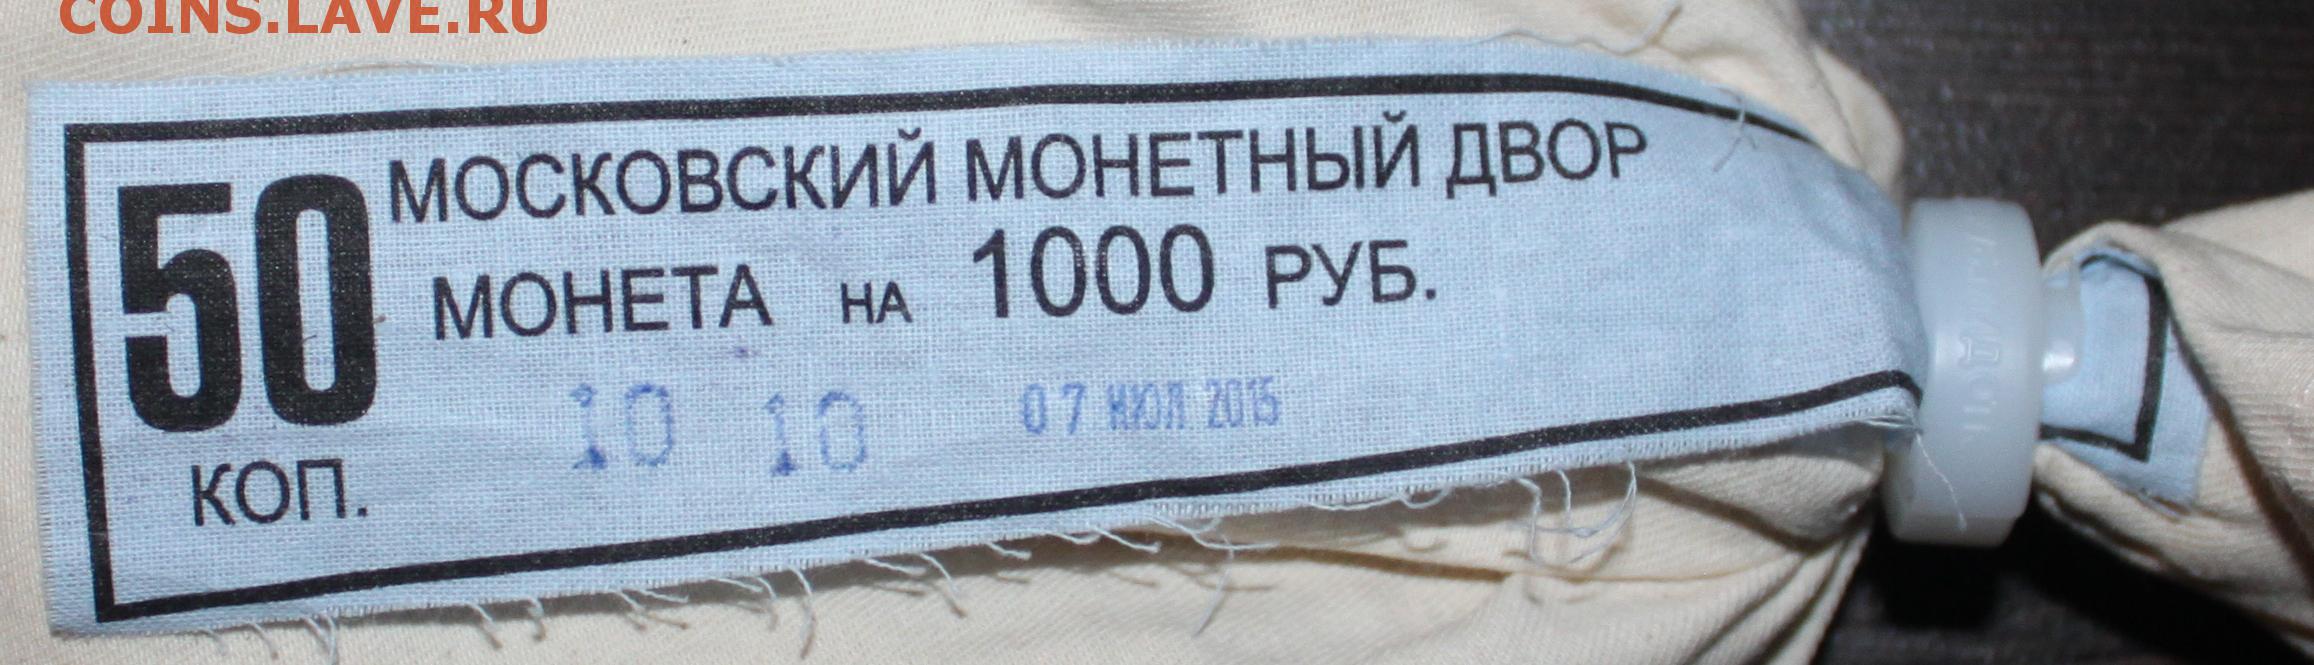 COINS.LAVE.RU
50 МОСКОВСКИЙ МОНЕТНЫЙ ДВОР
МОНЕТА НА 1000 РУБ.
10 10 07 ИЮЛ 2015
КОП.